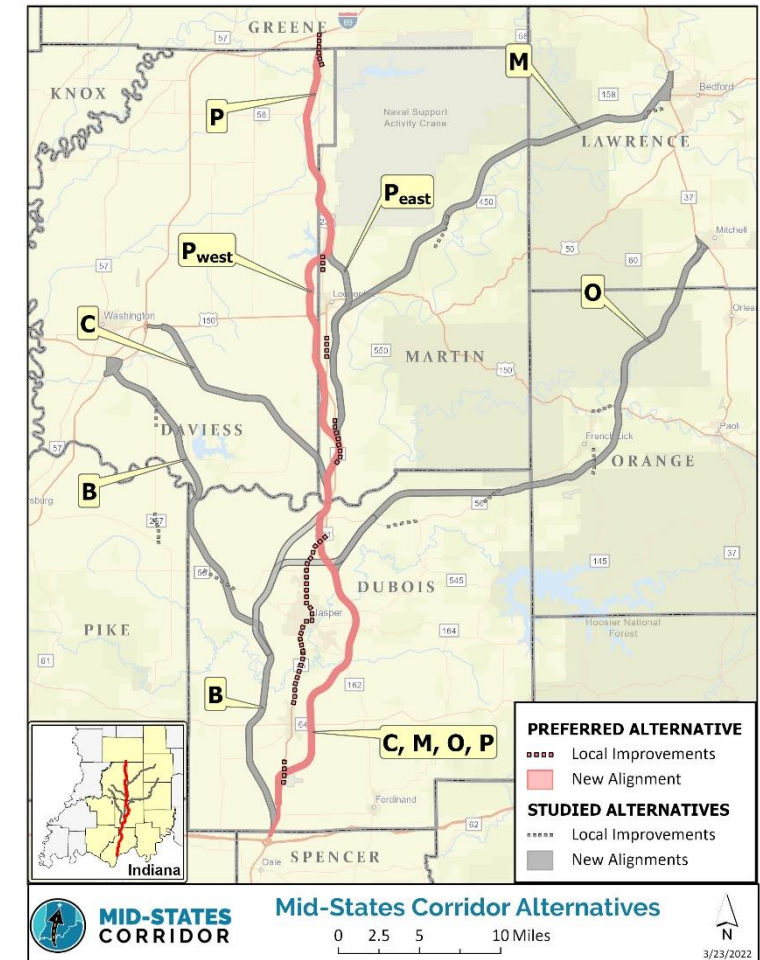 GREENE
69
57
58
M
KNOX
158
Bedford
P
58
Naval Support
Activity Crane
LAWRENCE
P east
37
450
P west
Mitchell
57
50
60
C
Washington
O
150
550
MARTIN
150
DAVIESS
Paoli
57
French Lick
ORANGE
B
50
257
37
56
145
DUBOIS
545
Jasper
PIKE
164
Hoosier National
Forest
61
162
B
64
C, M, O, P
Ferdinand
62
Dale
SPENCER
Indiana
PREFERRED ALTERNATIVE
Local Improvements
New Alignment
STUDIED ALTERNATIVES
Local Improvements
New Alignments
MID-STATES
CORRIDOR
Mid-States Corridor Alternatives
0 2.5 5 10 Miles
N
3/23/2022